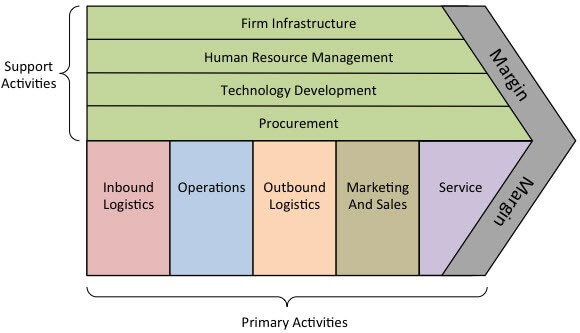 Firm Infrastructure
Human Resource Management
Technology Development
Procurement
Support
Activities
Margin
Inbound
Logistics
Operations
Outbound
Logistics
Marketing
And Sales
Service
Margin
Primary Activities